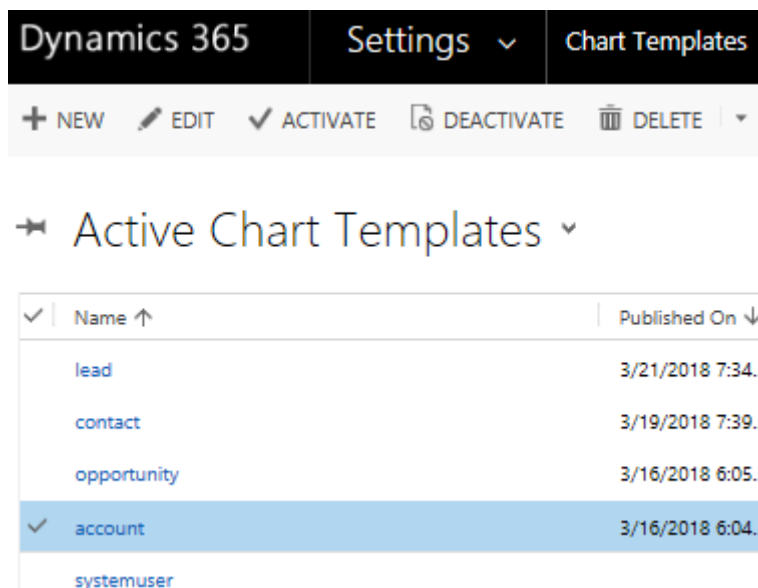 Dynamics 365 Settings Chart Templates
NEW EDIT ACTIVATE DEACTIVATE DELETE
Active Chart Templates
Name Published On
lead 3/21/2018 7:34..
contact 3/19/2018 7:39..
opportunity 3/16/2018 6:05..
account 3/16/2018 6:04..
systemuser